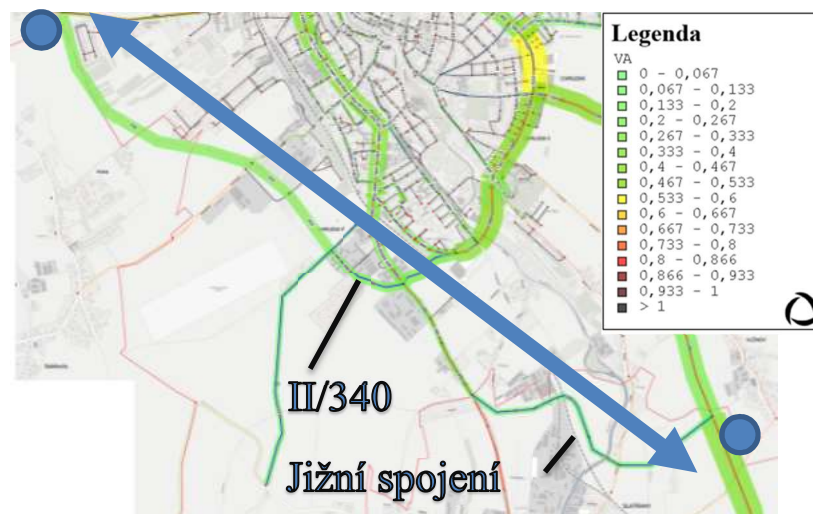 Legenda
VA
0 - 0,067
0,067 - 0,133
0,133 - 0,2
0,2 - 0,267
0,267 - 0,333
0,333 - 0,4
0,4 - 0,467
0,467 - 0,533
0,533 - 0,6
0,6 - 0,667
0,667 - 0,733
0,733 - 0,8
0,8 - 0,866
0,866 - 0,933
0,933 - 1
> 1
II/340
Jižní spojení